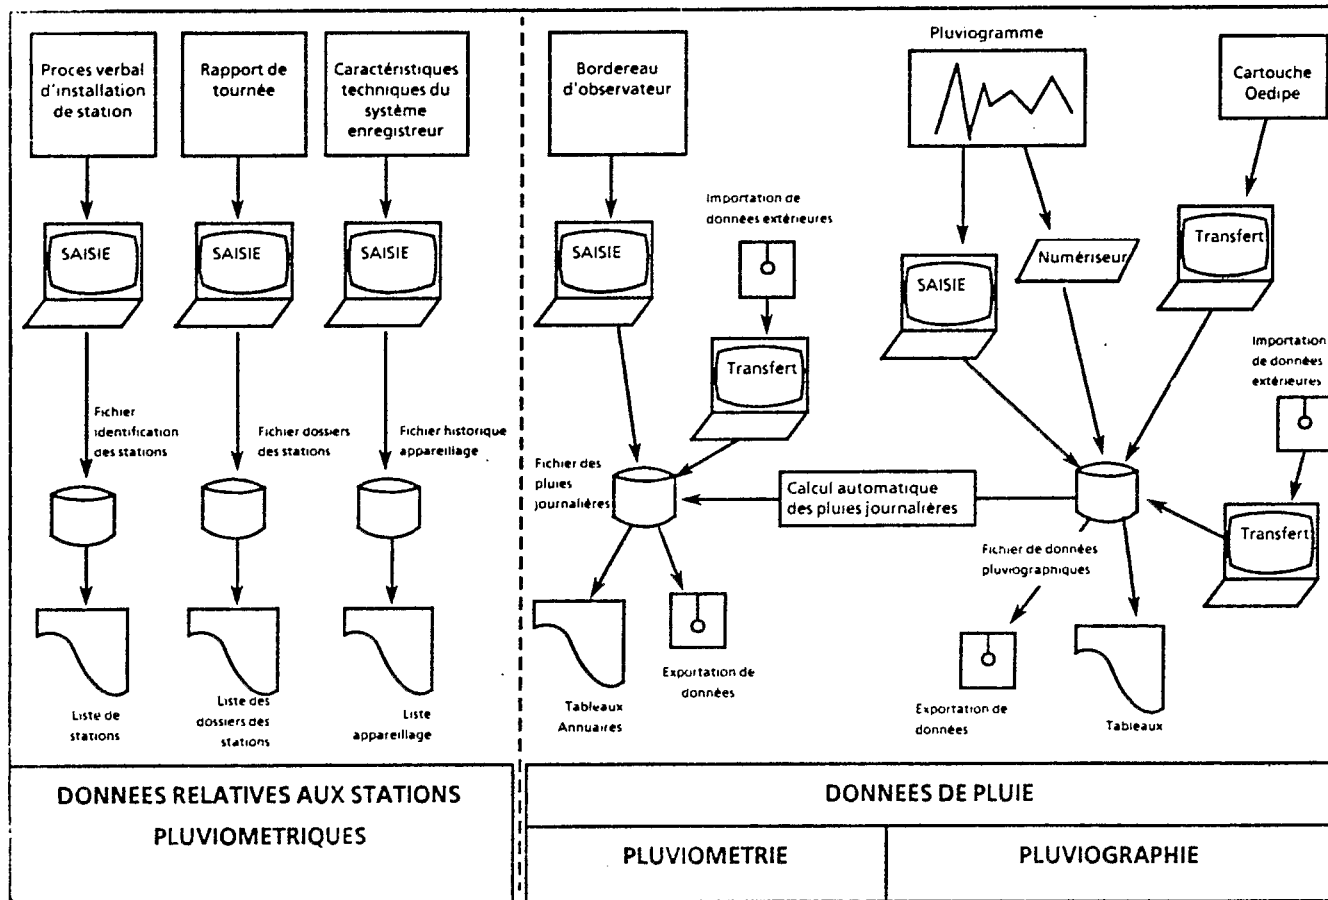 Proces verbal
d'installation
de station
Rapport de
tournée
Caractéristiques
techniques du
système
enregistreur
SAISIE
SAISIE
SAISIE
Fichier
identification
des stations
Fichier dossiers
des stations
Fichier historique
appareillage
Liste de
stations
Liste des
dossiers des
stations
Liste
appareillage
DONNEES RELATIVES AUX STATIONS
PLUVIOMETRIQUES
Bordereau
d'observateur
SAISIE
Importation de
données extérieures
Transfert
Fichier des
pluies
journalières
Tableaux
Annuaires
Exportation de
données
Calcul automatique
des pluies journalières
Pluviogramme
SAISIE
Numériseur
Cartouche
Oedipe
Transfert
Importation
de données
extérieures
Transfert
Fichier de données
pluviographiques
Exportation de
données
Tableaux
DONNEES DE PLUIE
PLUVIOMETRIE
PLUVIOGRAPHIE